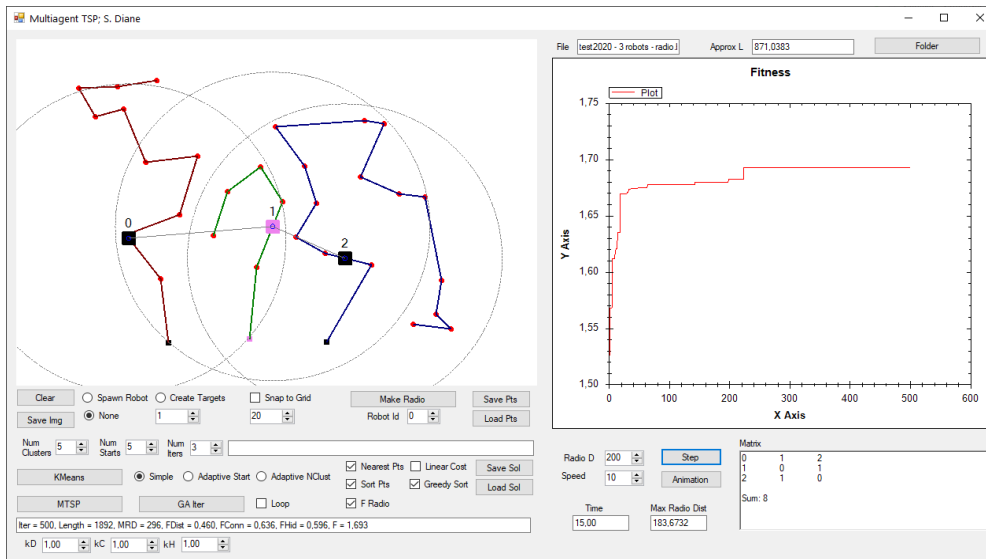 Multiagent TSP; S. Diane
File test2020 - 3 robots - radio.l Approx L 871,0383 Folder
0
1
2
Fitness
Plot
Y Axis
1,75
1,70
1,65
1,60
1,55
1,50
0 100 200 300 400 500 600
X Axis
Clear Spawn Robot Create Targets Snap to Grid Make Radio Save Pts
Save Img None 1 20 Robot Id 0 Load Pts
Num Clusters 5 Num Starts 5 Num Iters 3
KMeans Simple Adaptive Start Adaptive NClust
Nearest Pts Linear Cost Save Sol
Sort Pts Greedy Sort Load Sol
MTSP GA Iter Loop F Radio
Iter = 500, Length = 1892, MRD = 296, FDist = 0,460, FConn = 0,636, FHid = 0,596, F = 1,693
kD 1,00 kC 1,00 kH 1,00
Radio D 200 Step
Speed 10 Animation
Time Max Radio Dist
15,00 183,6732
Matrix
0 1 2
1 0 1
2 1 0
Sum: 8